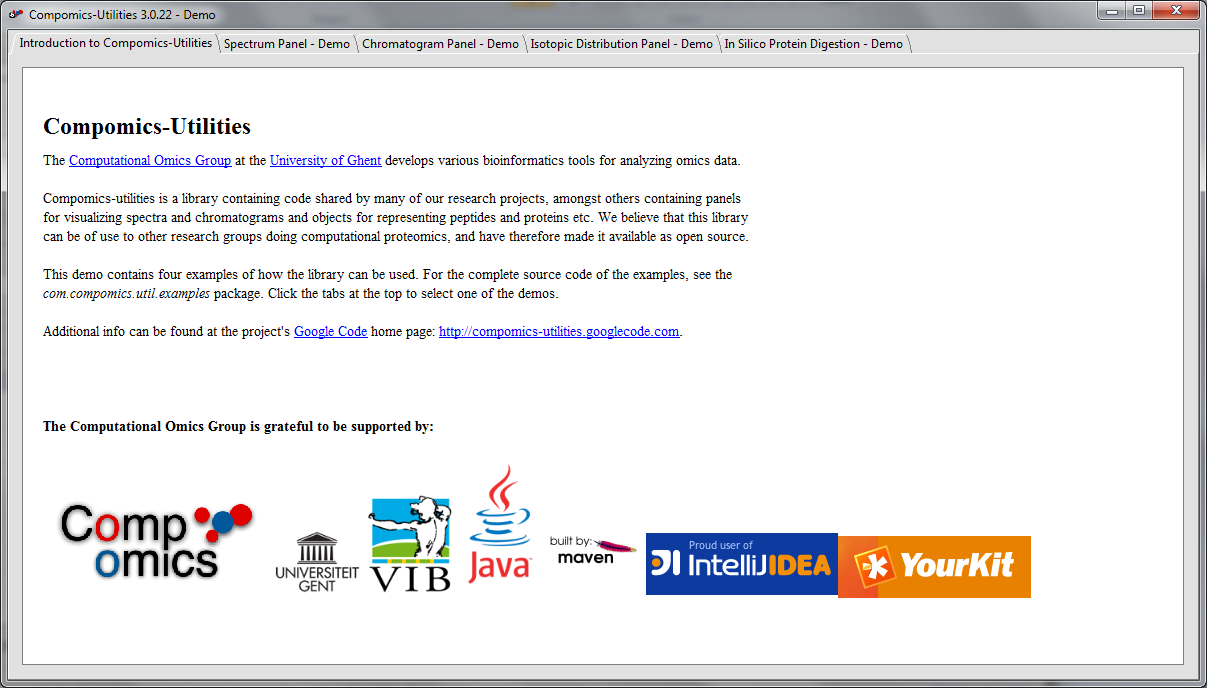 Compomics-Utilities 3.0.22 - Demo
Introduction to Compomics-Utilities
Spectrum Panel - Demo
Chromatogram Panel - Demo
Isotopic Distribution Panel - Demo
In Silico Protein Digestion - Demo
Compomics-Utilities
The Computational Omics Group at the University of Ghent develops various bioinformatics tools for analyzing omics data.
Compomics-utilities is a library containing code shared by many of our research projects, amongst others containing panels
for visualizing spectra and chromatograms and objects for representing peptides and proteins etc. We believe that this library
can be of use to other research groups doing computational proteomics, and have therefore made it available as open source.
This demo contains four examples of how the library can be used. For the complete source code of the examples, see the
com.compomics.util.examples package. Click the tabs at the top to select one of the demos.
Additional info can be found at the project's Google Code home page: http://compomics-utilities.googlecode.com.
The Computational Omics Group is grateful to be supported by:
Comp
omics
UNIVERSITEIT
GENT
VIB
Java
built by:
maven
Proud user of
IntelliJIDEA
YourKit